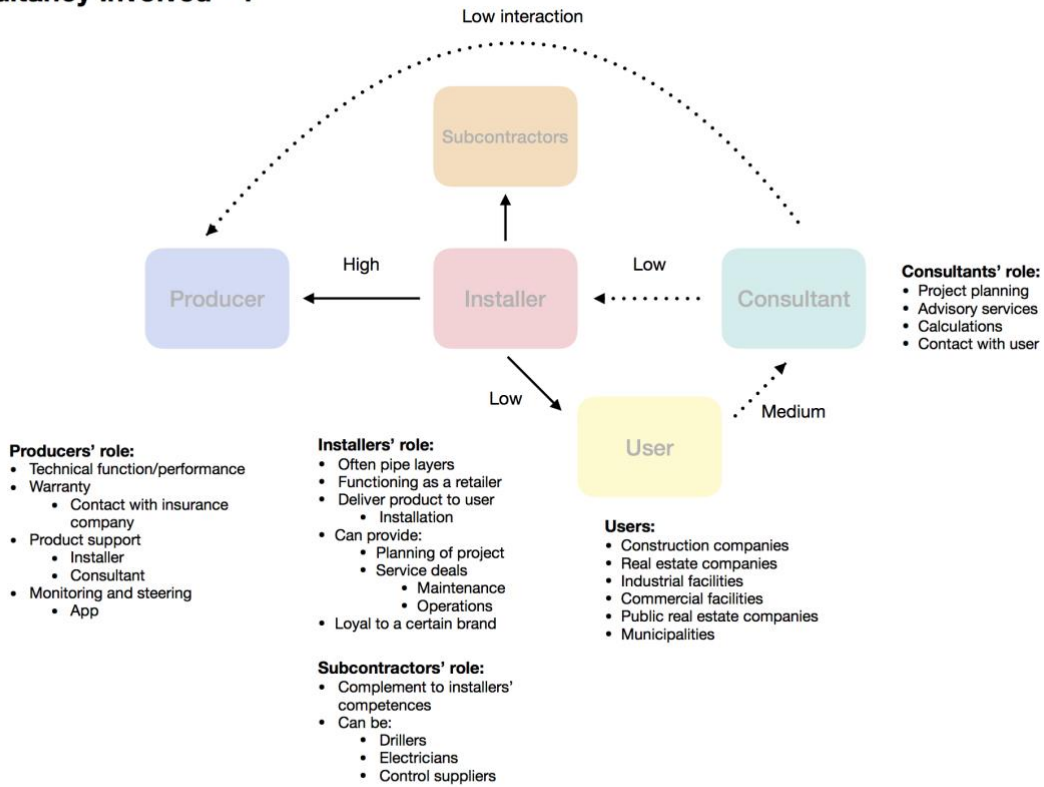 Low interaction
Subcontractors
High
Low
Producer
Installer
Consultant
Low
Medium
User
Consultants’ role:
• Project planning
• Advisory services
• Calculations
• Contact with user
Producers’ role:
• Technical function/performance
• Warranty
• Contact with insurance
company
• Product support
• Installer
• Consultant
• Monitoring and steering
• App
Installers’ role:
• Often pipe layers
• Functioning as a retailer
• Deliver product to user
• Installation
• Can provide:
• Planning of project
• Service deals
• Maintenance
• Operations
• Loyal to a certain brand
Users:
• Construction companies
• Real estate companies
• Industrial facilities
• Commercial facilities
• Public real estate companies
• Municipalities
Subcontractors’ role:
• Complement to installers’
competences
• Can be:
• Drillers
• Electricians
• Control suppliers